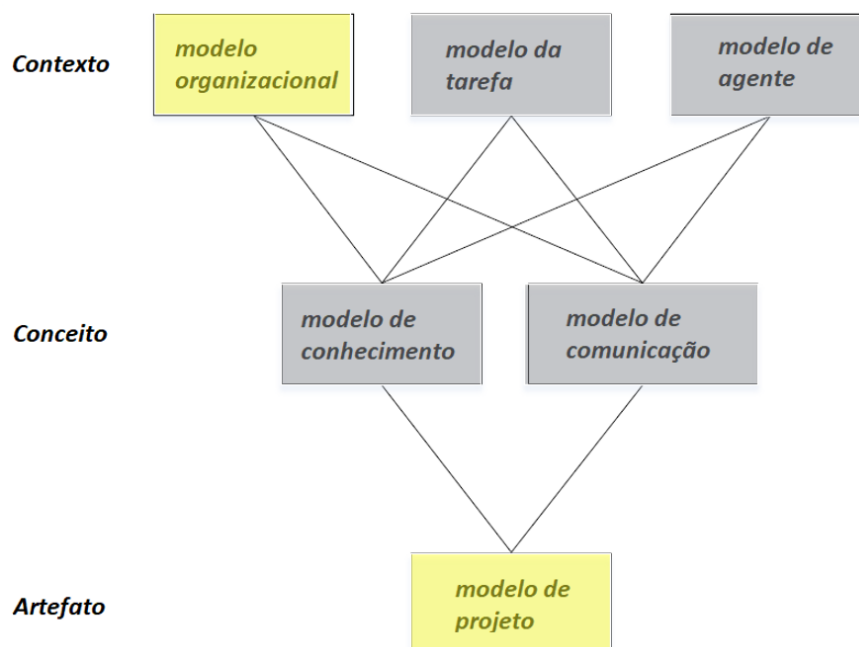 Contexto
modelo
organizacional
modelo da
tarefa
modelo de
agente
Conceito
modelo de
conhecimento
modelo de
comunicação
Artefato
modelo de
projeto